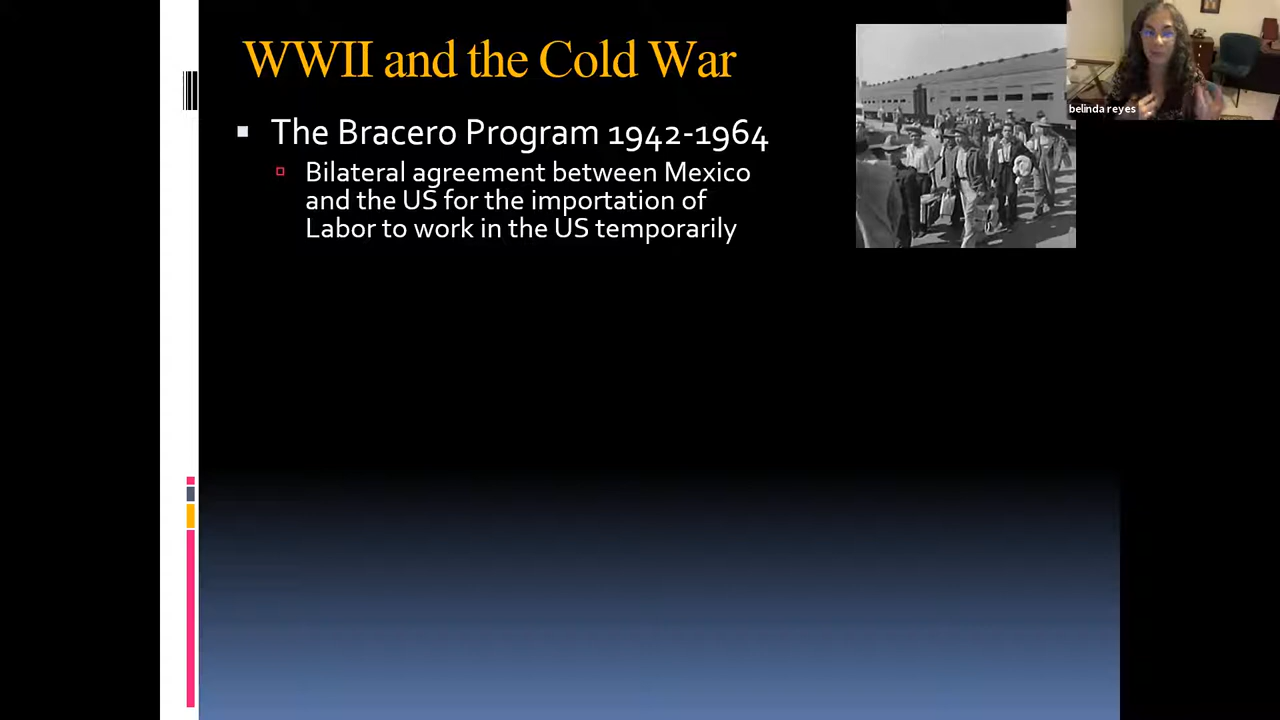 WWII and the Cold War
The Bracero Program 1942-1964
Bilateral agreement between Mexico
and the US for the importation of
Labor to work in the US temporarily
belinda reyes